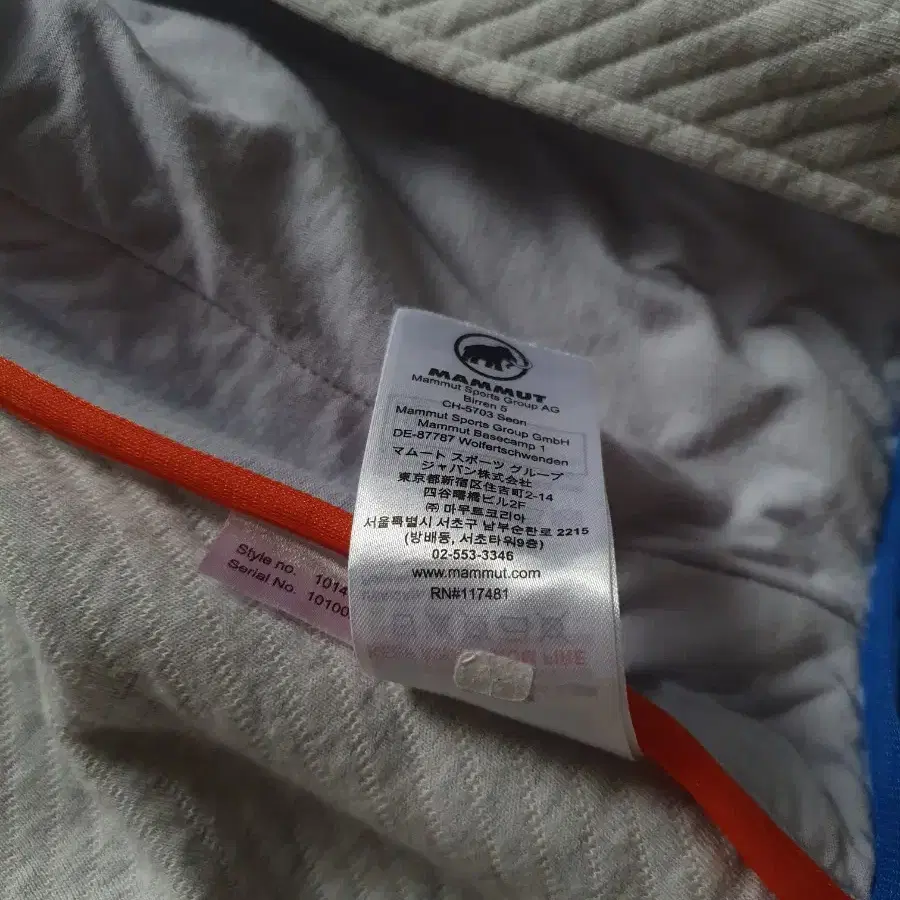 MAMMUT
Mammut Sports Group AG
Birren 5
CH-5703 Seon
Mammut Sports Group GmbH
Mammut Basecamp 1
DE-87787 Wolfertschwenden
マムート スポーツ グループ
ジャパン株式会社
東京都新宿区住吉町2-14
四谷曙橋ビル2F
㈜ 마무트코리아
서울특별시 서초구 남부순판로 2215
(방배동, 서초타워9층)
02-553-3346
www.mammut.com
RN#117481
Style no. 1014
Serial No. 10100